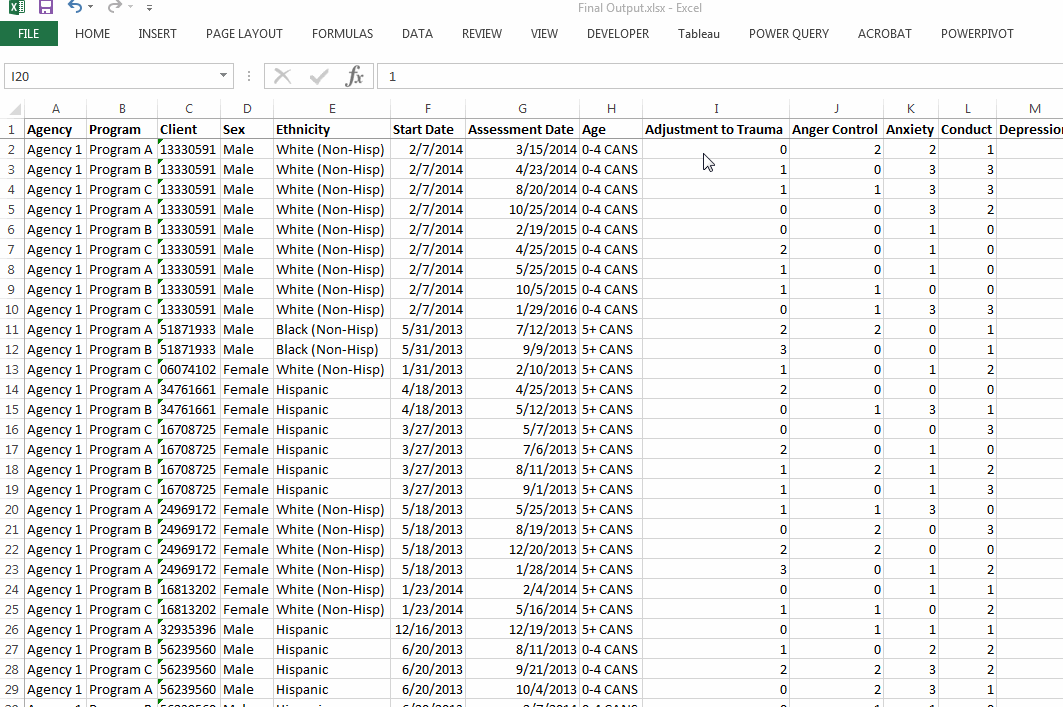 Final Output.xlsx - Excel
FILE HOME INSERT PAGE LAYOUT FORMULAS DATA REVIEW VIEW DEVELOPER Tableau POWER QUERY ACROBAT POWERPIVOT
I20 fx 1
A B C D E F G H I J K L M
1 Agency Program Client Sex Ethnicity Start Date Assessment Date Age Adjustment to Trauma Anger Control Anxiety Conduct Depression
2 Agency 1 Program A 13330591 Male White (Non-Hisp) 2/7/2014 3/15/2014 0-4 CANS 0 2 2 1
3 Agency 1 Program B 13330591 Male White (Non-Hisp) 2/7/2014 4/23/2014 0-4 CANS 1 0 3 3
4 Agency 1 Program C 13330591 Male White (Non-Hisp) 2/7/2014 8/20/2014 0-4 CANS 1 1 3 3
5 Agency 1 Program A 13330591 Male White (Non-Hisp) 2/7/2014 10/25/2014 0-4 CANS 0 0 3 2
6 Agency 1 Program B 13330591 Male White (Non-Hisp) 2/7/2014 2/19/2015 0-4 CANS 0 0 1 0
7 Agency 1 Program C 13330591 Male White (Non-Hisp) 2/7/2014 4/25/2015 0-4 CANS 2 0 1 0
8 Agency 1 Program A 13330591 Male White (Non-Hisp) 2/7/2014 5/25/2015 0-4 CANS 1 0 1 0
9 Agency 1 Program B 13330591 Male White (Non-Hisp) 2/7/2014 10/5/2015 0-4 CANS 1 1 0 0
10 Agency 1 Program C 13330591 Male White (Non-Hisp) 2/7/2014 1/29/2016 0-4 CANS 0 1 3 3
11 Agency 1 Program A 51871933 Male Black (Non-Hisp) 5/31/2013 7/12/2013 5+ CANS 2 2 0 1
12 Agency 1 Program B 51871933 Male Black (Non-Hisp) 5/31/2013 9/9/2013 5+ CANS 3 0 0 1
13 Agency 1 Program C 06074102 Female White (Non-Hisp) 1/31/2013 2/10/2013 5+ CANS 1 0 1 2
14 Agency 1 Program A 34761661 Female Hispanic 4/18/2013 4/25/2013 5+ CANS 2 0 0 0
15 Agency 1 Program B 34761661 Female Hispanic 4/18/2013 5/12/2013 5+ CANS 0 1 3 1
16 Agency 1 Program C 16708725 Female Hispanic 3/27/2013 5/7/2013 5+ CANS 0 0 0 3
17 Agency 1 Program A 16708725 Female Hispanic 3/27/2013 7/6/2013 5+ CANS 2 0 1 0
18 Agency 1 Program B 16708725 Female Hispanic 3/27/2013 8/11/2013 5+ CANS 1 2 1 2
19 Agency 1 Program C 16708725 Female Hispanic 3/27/2013 9/1/2013 5+ CANS 1 0 1 3
20 Agency 1 Program A 24969172 Female White (Non-Hisp) 5/18/2013 5/25/2013 5+ CANS 1 1 3 0
21 Agency 1 Program B 24969172 Female White (Non-Hisp) 5/18/2013 8/19/2013 5+ CANS 0 2 0 3
22 Agency 1 Program C 24969172 Female White (Non-Hisp) 5/18/2013 12/20/2013 5+ CANS 2 2 0 0
23 Agency 1 Program A 24969172 Female White (Non-Hisp) 5/18/2013 1/28/2014 5+ CANS 3 0 1 2
24 Agency 1 Program B 16813202 Female White (Non-Hisp) 1/23/2014 2/4/2014 5+ CANS 0 0 1 1
25 Agency 1 Program C 16813202 Female White (Non-Hisp) 1/23/2014 5/16/2014 5+ CANS 1 1 0 2
26 Agency 1 Program A 32935396 Male Hispanic 12/16/2013 12/19/2013 5+ CANS 0 1 1 1
27 Agency 1 Program B 56239560 Male Hispanic 6/20/2013 8/11/2013 0-4 CANS 1 0 2 2
28 Agency 1 Program C 56239560 Male Hispanic 6/20/2013 9/21/2013 0-4 CANS 2 2 3 2
29 Agency 1 Program A 56239560 Male Hispanic 6/20/2013 10/4/2013 0-4 CANS 0 2 3 1